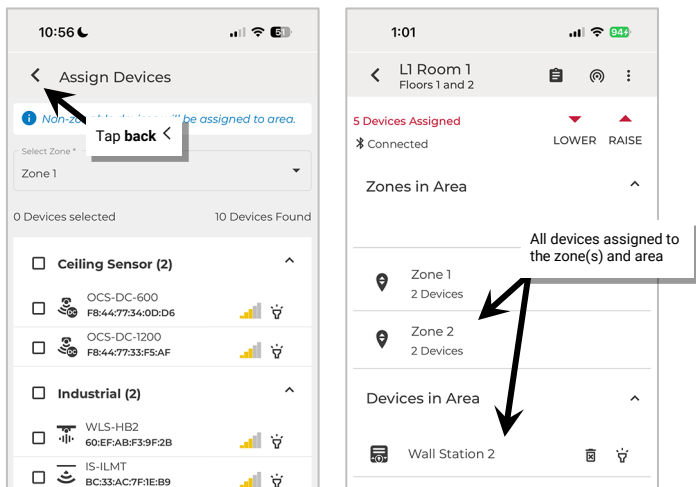 10:56
51
Assign Devices
Non-zo be assigned to area.
Tap back <
Select Zone *
Zone 1
0 Devices selected
10 Devices Found
Ceiling Sensor (2)
OCS-DC-600
F8:44:77:34:0D:D6
DC
OCS-DC-1200
F8:44:77:33:F5:AF
DC
Industrial (2)
WLS-HB2
60:EF:AB:F3:9F:2B
IS-ILMT
BC:33:AC:7F:1E:B9
1:01
94
L1 Room 1
Floors 1 and 2
5 Devices Assigned
Connected
LOWER
RAISE
Zones in Area
All devices assigned to
the zone(s) and area
Zone 1
2 Devices
Zone 2
2 Devices
Devices in Area
Wall Station 2